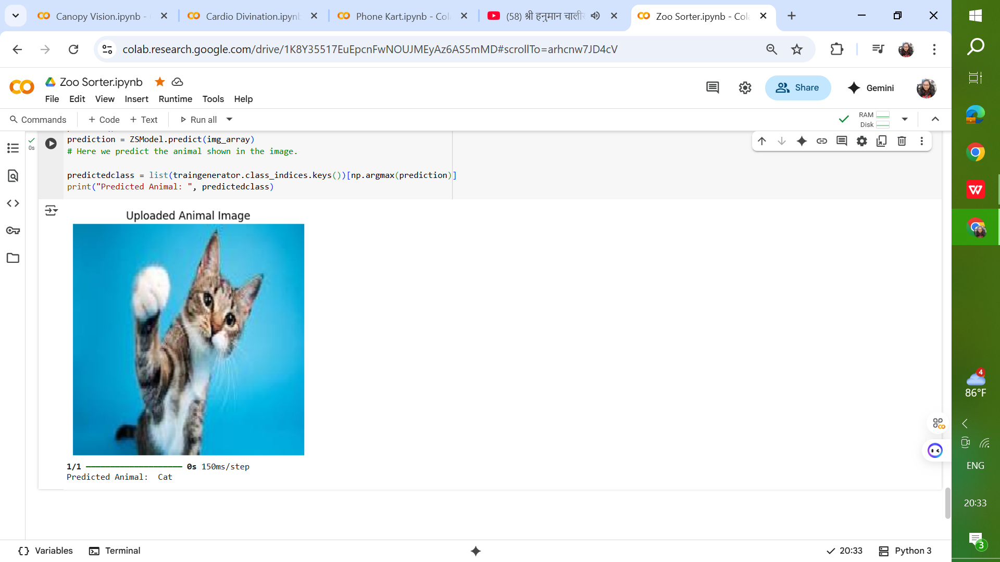 Canopy Vision.ipynb -
Cardio Divination.ipynb
Phone Kart.ipynb - Col
(58) श्री हनुमान चालीस
Zoo Sorter.ipynb - Cola
colab.research.google.com/drive/1K8Y35517EuEpcnFwNOUJMEyAz6AS5mMD#scrollTo=arhcnw7JD4cV
Zoo Sorter.ipynb
File Edit View Insert Runtime Tools Help
Share
Gemini
Commands + Code + Text Run all
RAM
Disk
0s
prediction = ZSModel.predict(img_array)
# Here we predict the animal shown in the image.
predictedclass = list(traingenerator.class_indices.keys())[np.argmax(prediction)]
print("Predicted Animal: ", predictedclass)
Uploaded Animal Image
1/1 ━━━━━━━━━━━━━━━━━━━━ 0s 150ms/step
Predicted Animal:  Cat
Variables Terminal
20:33 Python 3
4
86°F
ENG
20:33
3